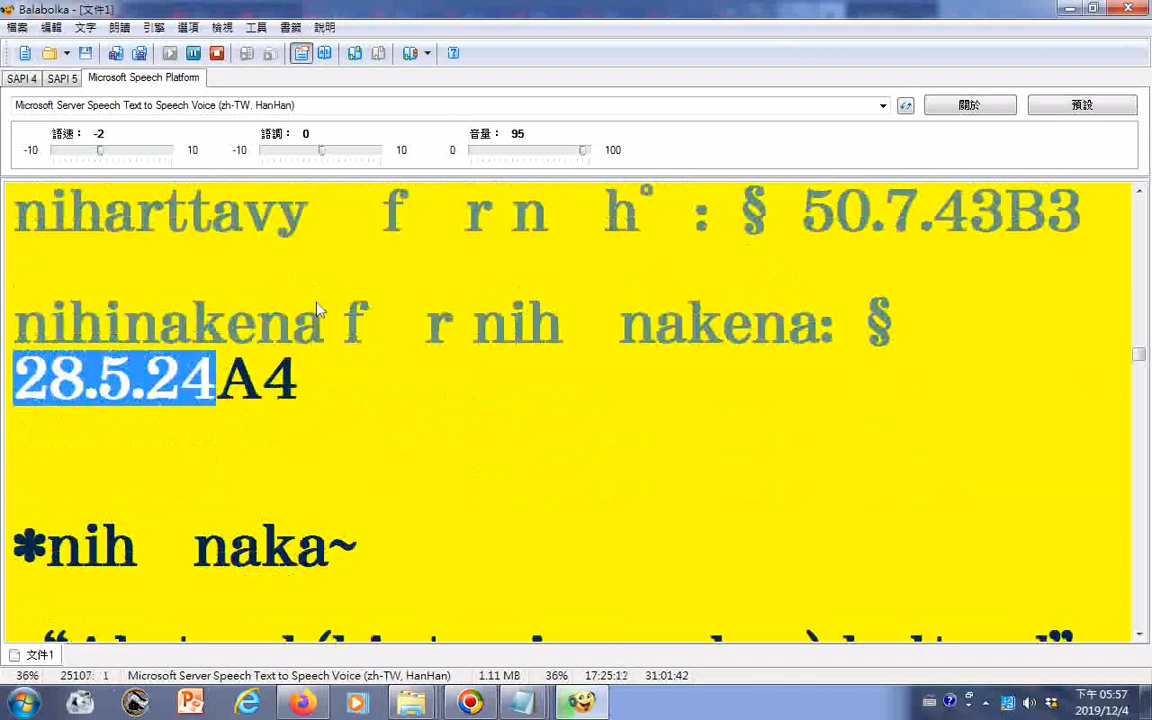 Balabolka - [文件1]
檔案 編輯 文字 朗讀 引擎 選項 檢視 工具 書籤 說明
SAPI 4 SAPI 5 Microsoft Speech Platform
Microsoft Server Speech Text to Speech Voice (zh-TW, HanHan) 關於 預設
語速： -2 語調： 0 音量： 95
-10 10 -10 10 0 100
niharttavy f r n h° : § 50.7.43B3
nihinakena f r nih nakena: §
28.5.24A4
*nih naka~
文件1
36% 25107: 1 Microsoft Server Speech Text to Speech Voice (zh-TW, HanHan) 1.11 MB 36% 17:25:12 31:01:42
下午 05:57
2019/12/4